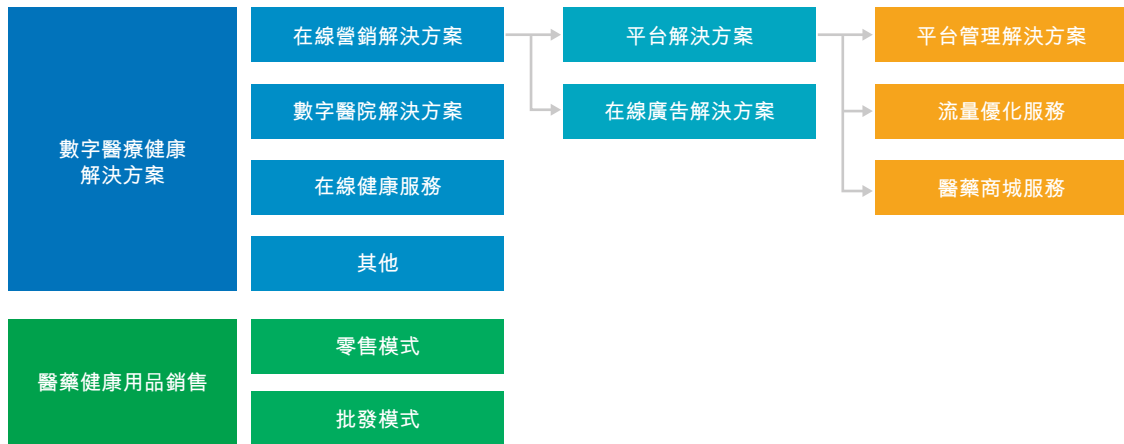 數字醫療健康
解決方案
在線營銷解決方案
平台解決方案
平台管理解決方案
數字醫院解決方案
在線廣告解決方案
流量優化服務
在線健康服務
醫藥商城服務
其他
醫藥健康用品銷售
零售模式
批發模式